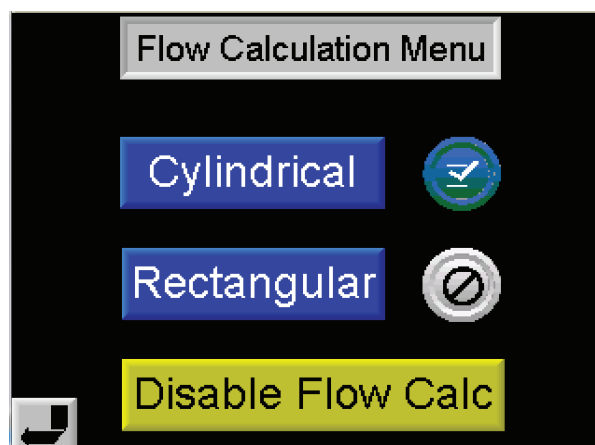 Flow Calculation Menu
Cylindrical
Rectangular
Disable Flow Calc